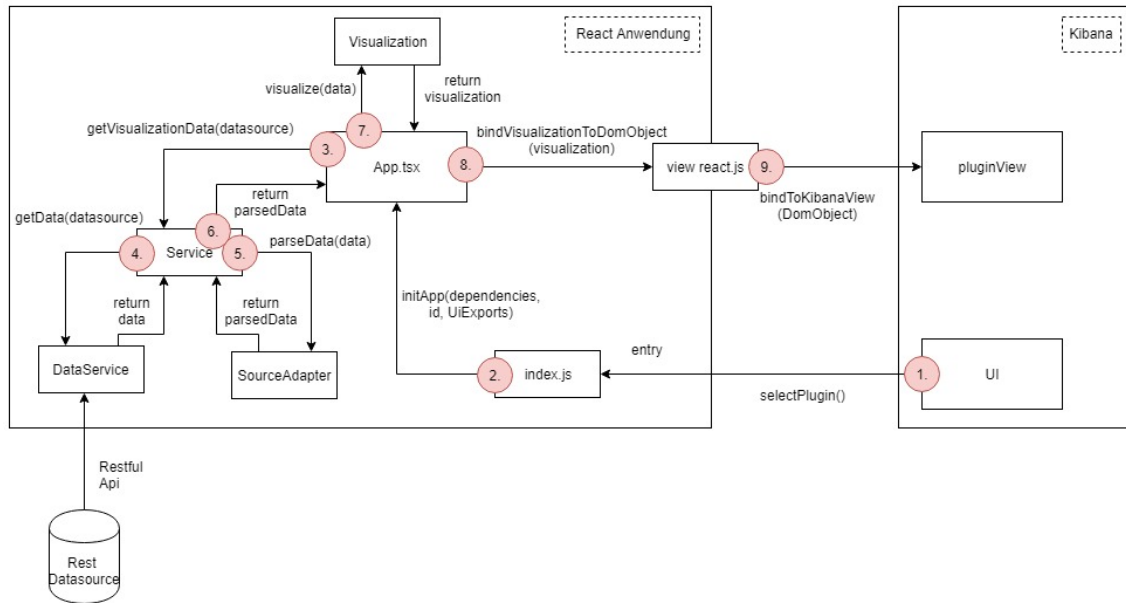 React Anwendung
Kibana
Visualization
visualize(data)
return
visualization
getVisualizationData(datasource)
7.
3.
App.tsx
8.
bindVisualizationToDomObject
(visualization)
view react.js
9.
pluginView
bindToKibanaView
(DomObject)
return
parsedData
getData(datasource)
6.
parseData(data)
4.
Service
5.
return
data
return
parsedData
initApp(dependencies,
id, UiExports)
DataService
SourceAdapter
2.
index.js
entry
selectPlugin()
1.
UI
Restful
Api
Rest
Datasource